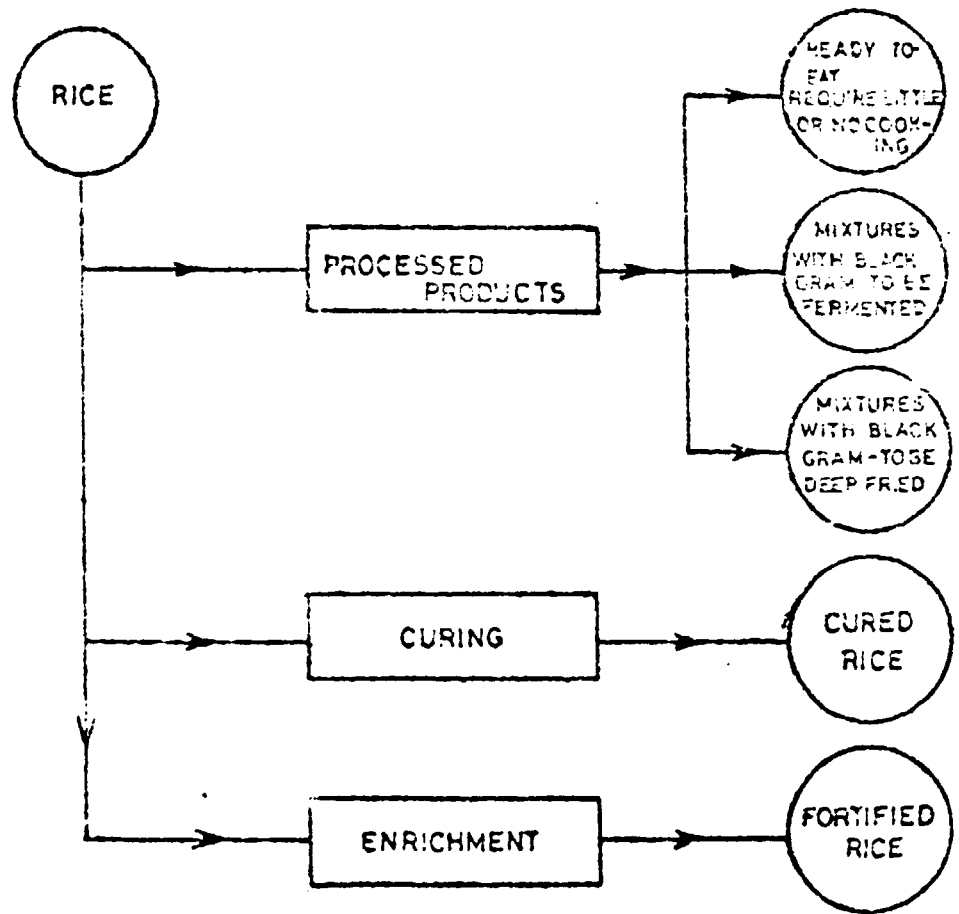 RICE
READY TO-
EAT
REQUIRE LITTLE
OR NO COOK-
ING
PROCESSED
PRODUCTS
MIXTURES
WITH BLACK
GRAM-TO BE
FERMENTED
MIXTURES
WITH BLACK
GRAM-TO BE
DEEP FRIED
CURING
CURED
RICE
ENRICHMENT
FORTIFIED
RICE